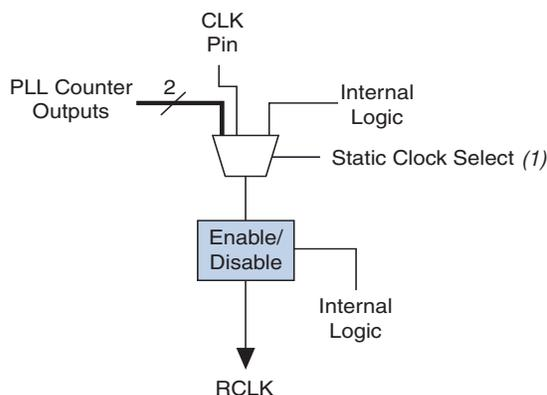 CLK
Pin
PLL Counter
Outputs
2
Internal
Logic
Static Clock Select (1)
Enable/
Disable
Internal
Logic
RCLK